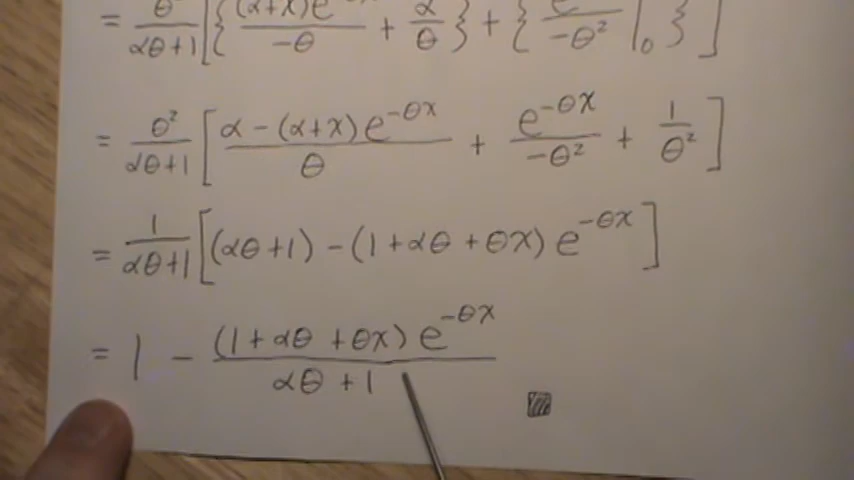 = θ²/(αθ+1) [ { (α+x)e / -θ + α/θ } + { e / -θ² |₀ } ]
= θ²/(αθ+1) [ (α - (α+x)e^(-θx))/θ + e^(-θx)/(-θ²) + 1/θ² ]
= 1/(αθ+1) [ (αθ+1) - (1+αθ+θx) e^(-θx) ]
= 1 - (1+αθ+θx) e^(-θx) / (αθ+1)